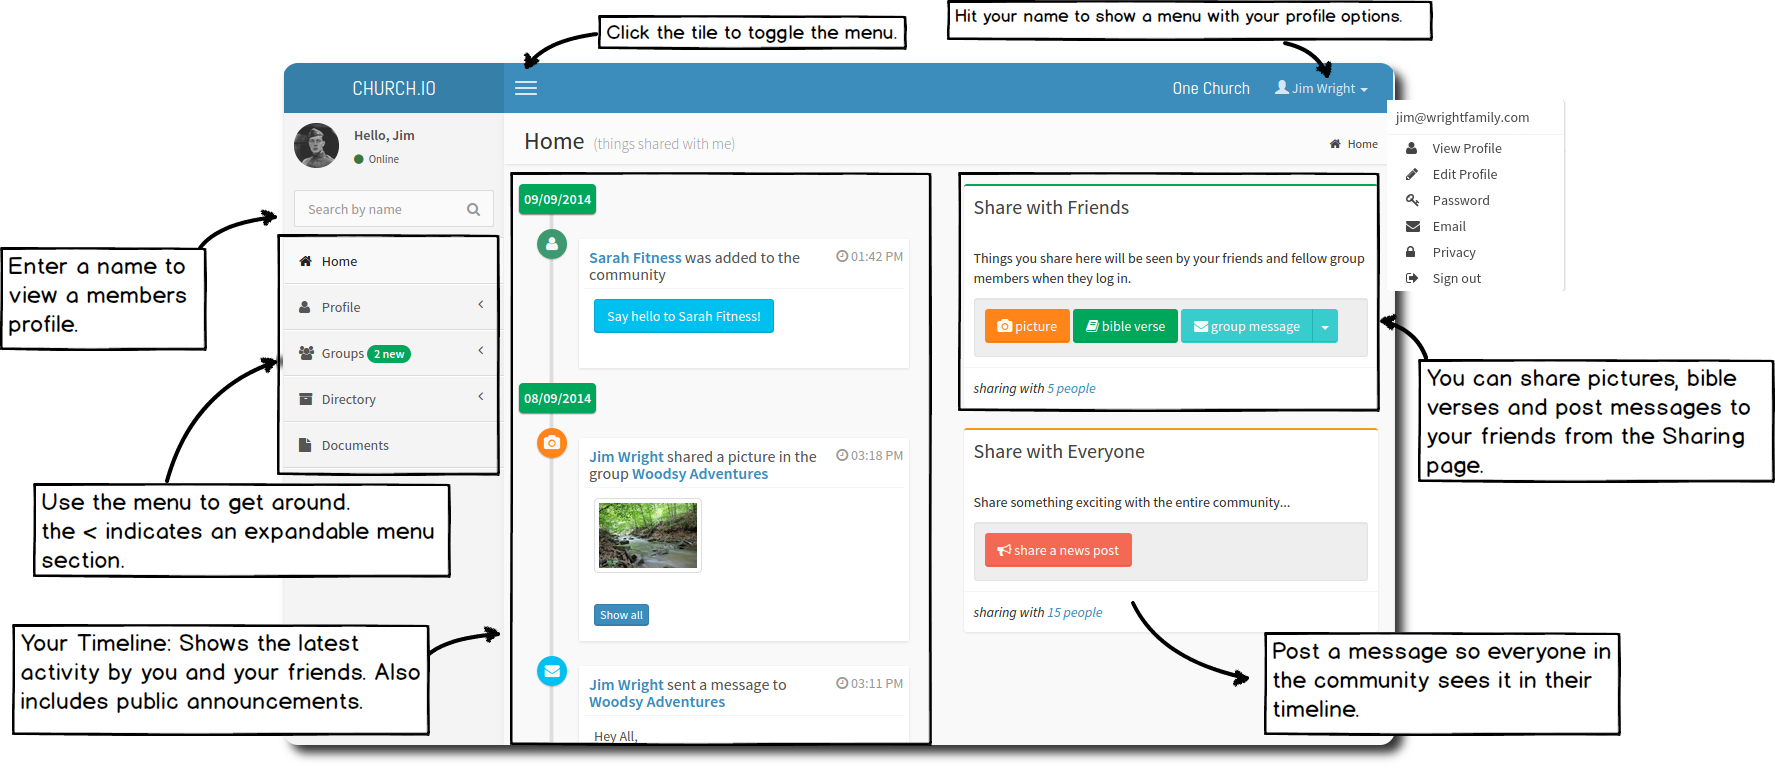 Click the tile to toggle the menu.
Hit your name to show a menu with your profile options.
CHURCH.IO
One Church
Jim Wright
jim@wrightfamily.com
View Profile
Edit Profile
Password
Email
Privacy
Sign out
Hello, Jim
Online
Search by name
Home
Profile
Groups 2 new
Directory
Documents
Enter a name to
view a members
profile.
Use the menu to get around.
the < indicates an expandable menu
section.
Your Timeline: Shows the latest
activity by you and your friends. Also
includes public announcements.
Home (things shared with me)
Home
09/09/2014
Sarah Fitness was added to the
community
01:42 PM
Say hello to Sarah Fitness!
08/09/2014
Jim Wright shared a picture in the
group Woodsy Adventures
03:18 PM
Show all
Jim Wright sent a message to
Woodsy Adventures
03:11 PM
Hey All,
Share with Friends
Things you share here will be seen by your friends and fellow group
members when they log in.
picture
bible verse
group message
sharing with 5 people
Share with Everyone
Share something exciting with the entire community...
share a news post
sharing with 15 people
You can share pictures, bible
verses and post messages to
your friends from the Sharing
page.
Post a message so everyone in
the community sees it in their
timeline.